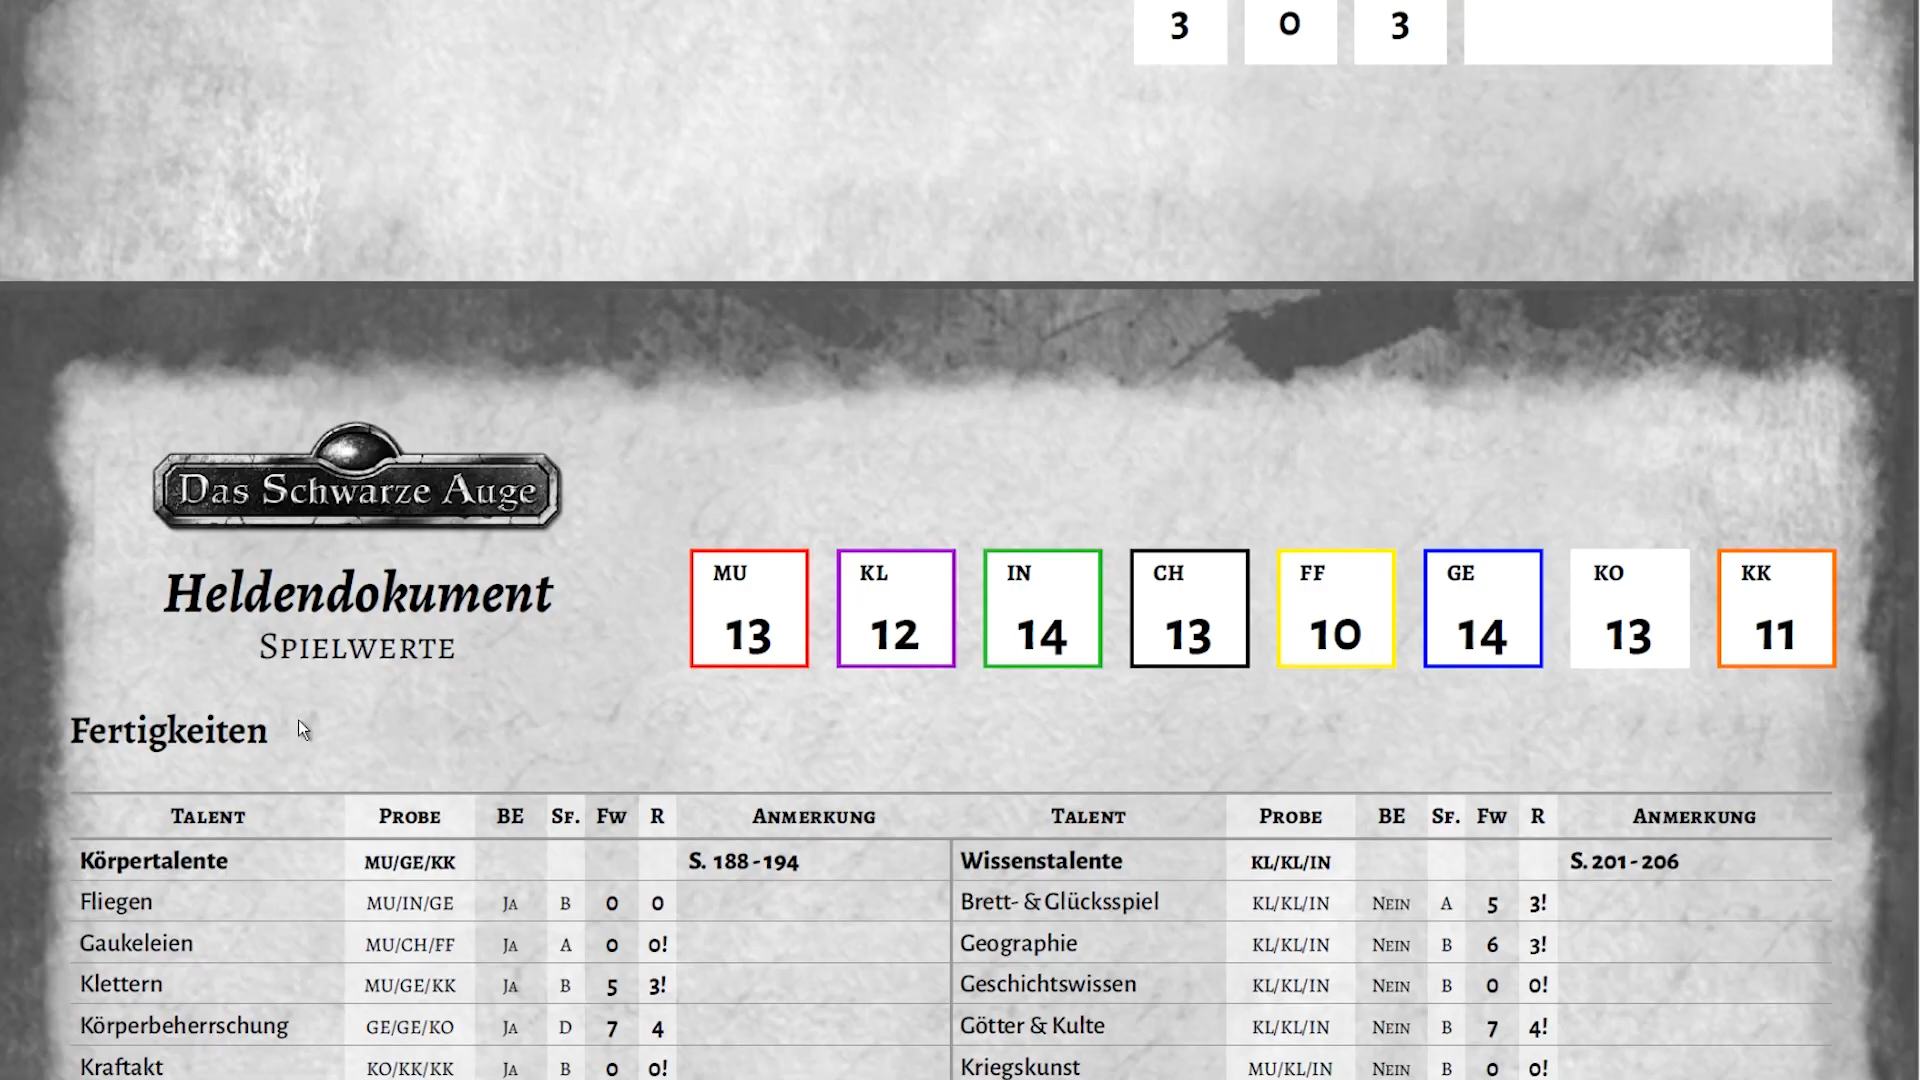 3 0 3
Das Schwarze Auge
Heldendokument
Spielwerte
MU KL IN CH FF GE KO KK
13 12 14 13 10 14 13 11
Fertigkeiten
Talent Probe BE Sf. Fw R Anmerkung Talent Probe BE Sf. Fw R Anmerkung
Körpertalente MU/GE/KK S. 188-194 Wissenstalente KL/KL/IN S. 201-206
Fliegen MU/IN/GE Ja B 0 0 Brett- & Glücksspiel KL/KL/IN Nein A 5 3!
Gaukeleien MU/CH/FF Ja A 0 0! Geographie KL/KL/IN Nein B 6 3!
Klettern MU/GE/KK Ja B 5 3! Geschichtswissen KL/KL/IN Nein B 0 0!
Körperbeherrschung GE/GE/KO Ja D 7 4 Götter & Kulte KL/KL/IN Nein B 7 4!
Kraftakt KO/KK/KK Ja B 0 0! Kriegskunst MU/KL/IN Nein B 0 0!